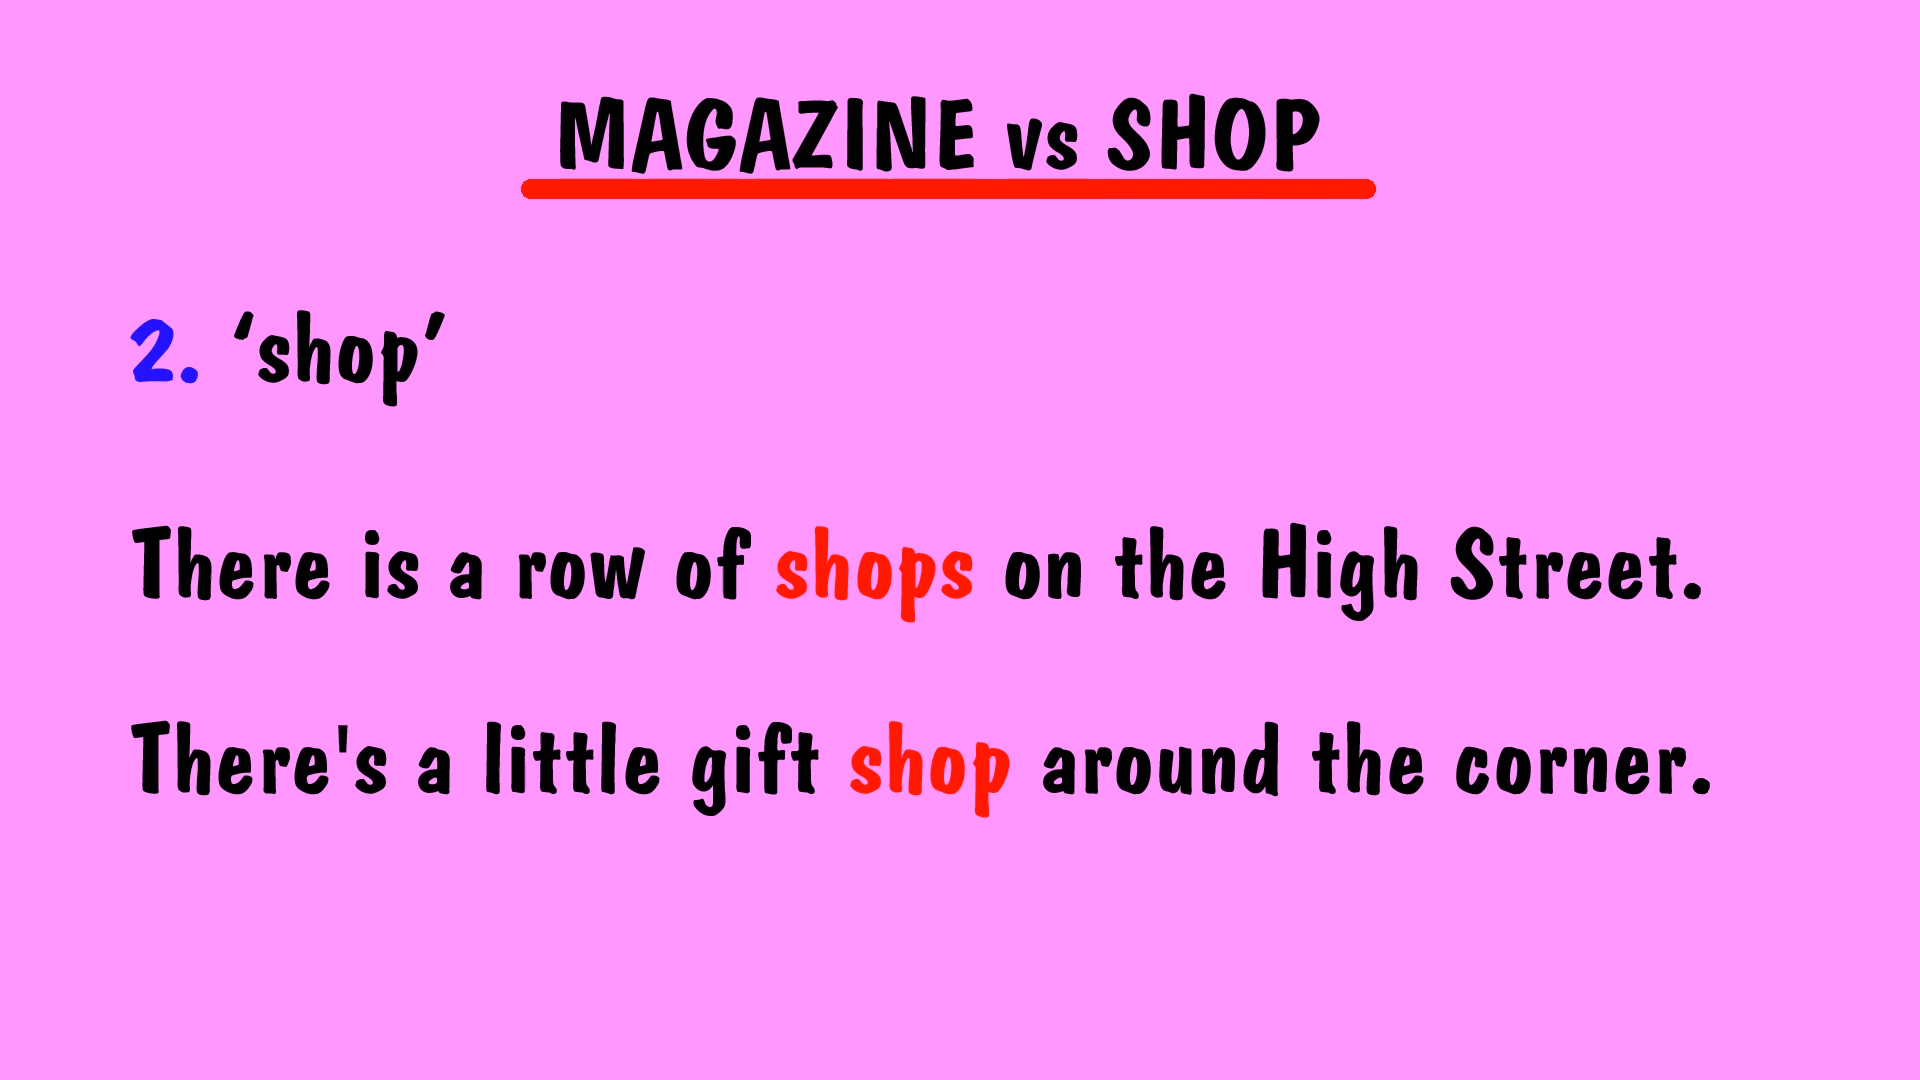 MAGAZINE vs SHOP
2. ‘shop’
There is a row of shops on the High Street.
There's a little gift shop around the corner.